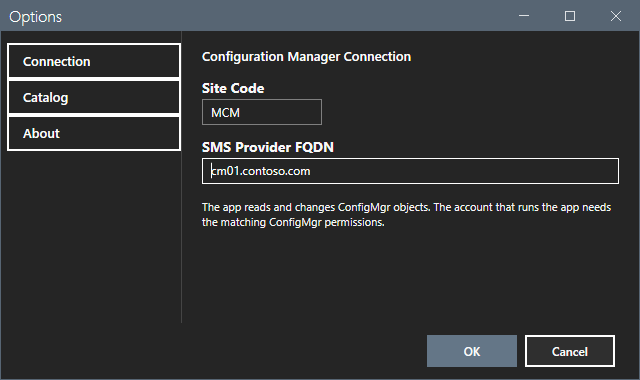 Options
Connection
Catalog
About
Configuration Manager Connection
Site Code
MCM
SMS Provider FQDN
cm01.contoso.com
The app reads and changes ConfigMgr objects. The account that runs the app needs
the matching ConfigMgr permissions.
OK
Cancel